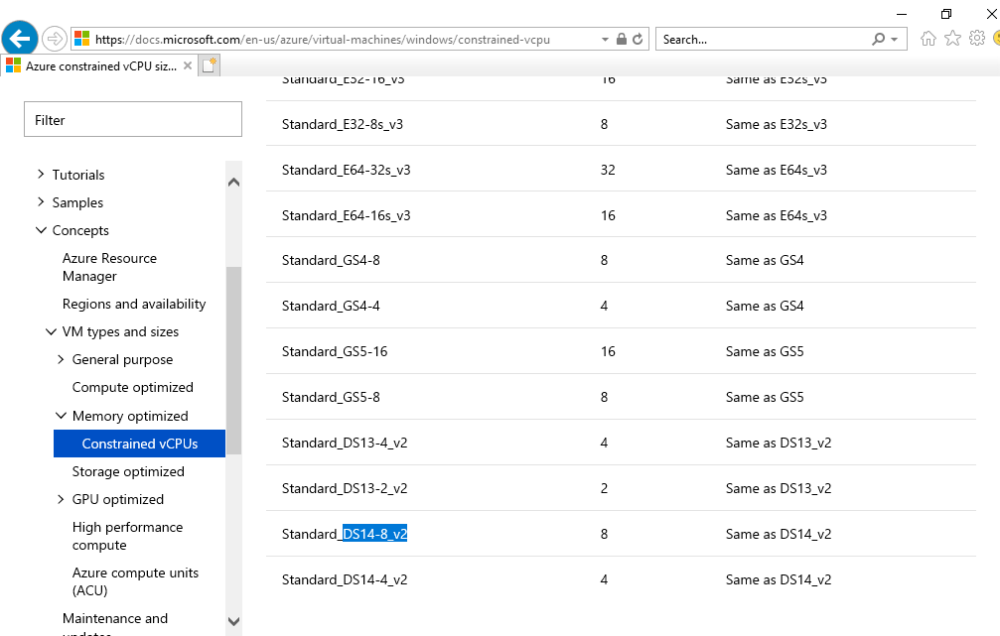 https://docs.microsoft.com/en-us/azure/virtual-machines/windows/constrained-vcpu
Search...
Azure constrained vCPU siz...
Filter
Tutorials
Samples
Concepts
Azure Resource
Manager
Regions and availability
VM types and sizes
General purpose
Compute optimized
Memory optimized
Constrained vCPUs
Storage optimized
GPU optimized
High performance
compute
Azure compute units
(ACU)
Maintenance and
updates
Standard_E32-16_v3 16 Same as E32s_v3
Standard_E32-8s_v3 8 Same as E32s_v3
Standard_E64-32s_v3 32 Same as E64s_v3
Standard_E64-16s_v3 16 Same as E64s_v3
Standard_GS4-8 8 Same as GS4
Standard_GS4-4 4 Same as GS4
Standard_GS5-16 16 Same as GS5
Standard_GS5-8 8 Same as GS5
Standard_DS13-4_v2 4 Same as DS13_v2
Standard_DS13-2_v2 2 Same as DS13_v2
Standard_DS14-8_v2 8 Same as DS14_v2
Standard_DS14-4_v2 4 Same as DS14_v2